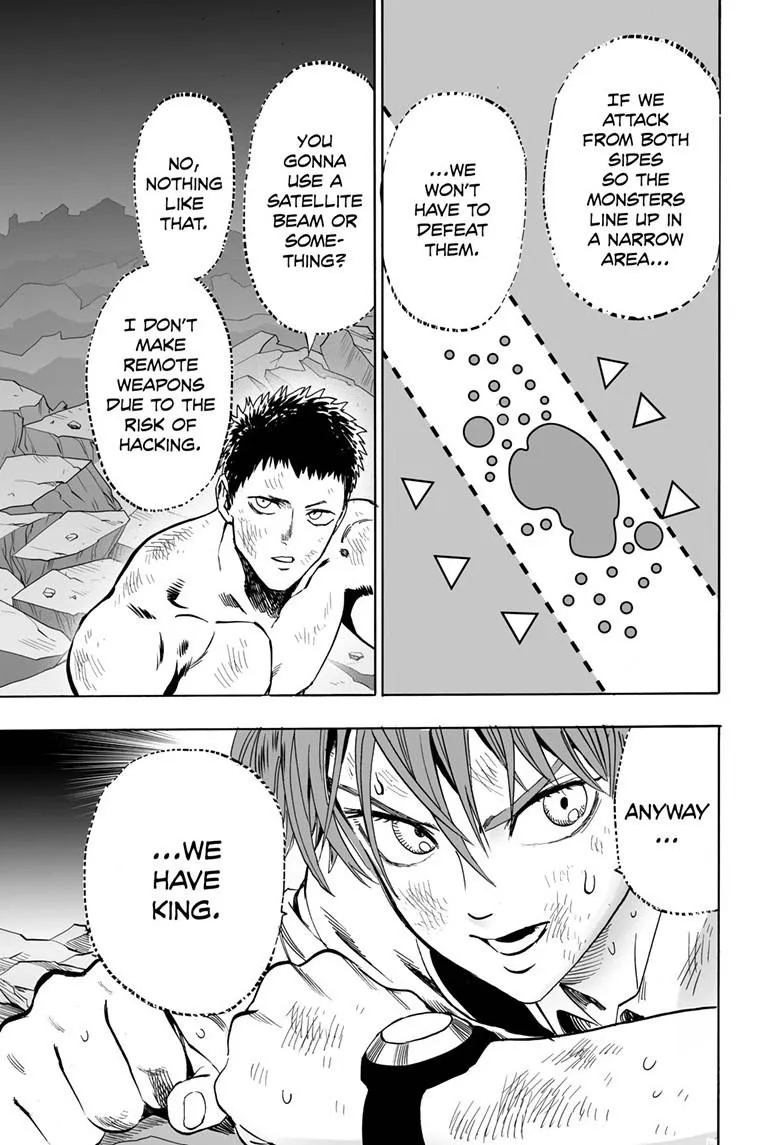 IF WE
ATTACK
FROM BOTH
SIDES
SO THE
MONSTERS
LINE UP IN
A NARROW
AREA...
...WE
WON'T
HAVE TO
DEFEAT
THEM.
YOU
GONNA
USE A
SATELLITE
BEAM OR
SOME-
THING?
NO,
NOTHING
LIKE
THAT.
I DON'T
MAKE
REMOTE
WEAPONS
DUE TO THE
RISK OF
HACKING.
ANYWAY
...
...WE
HAVE
KING.